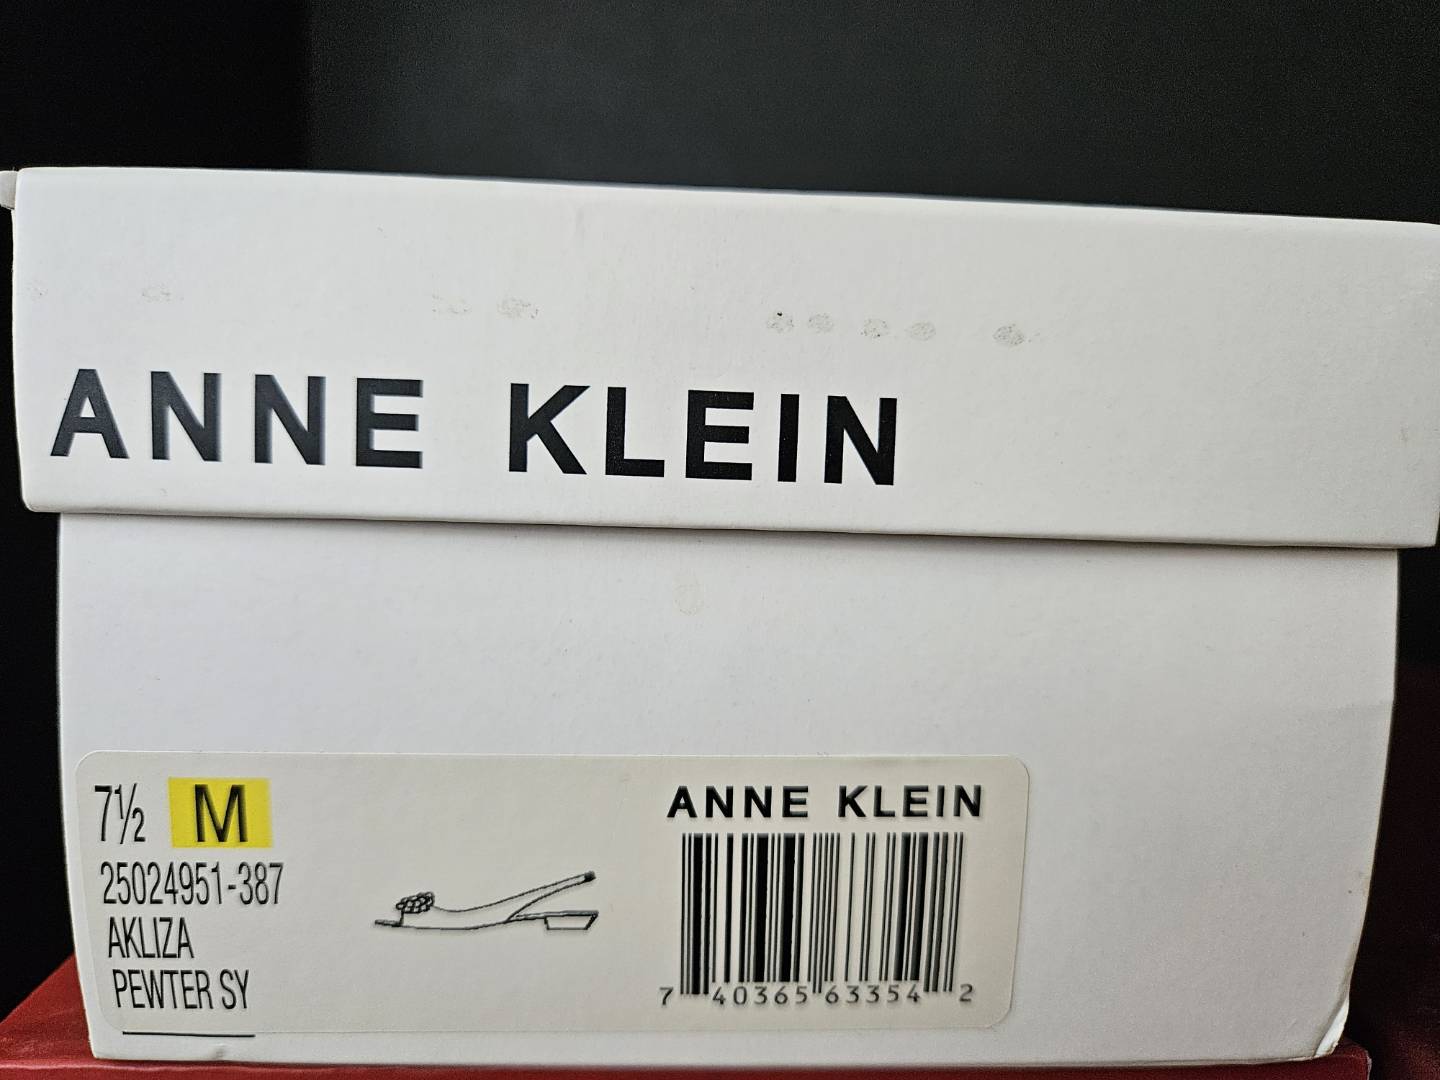 ANNE KLEIN
7½ M
25024951-387
AKLIZA
PEWTER SY
ANNE KLEIN
7 40365 63354 2